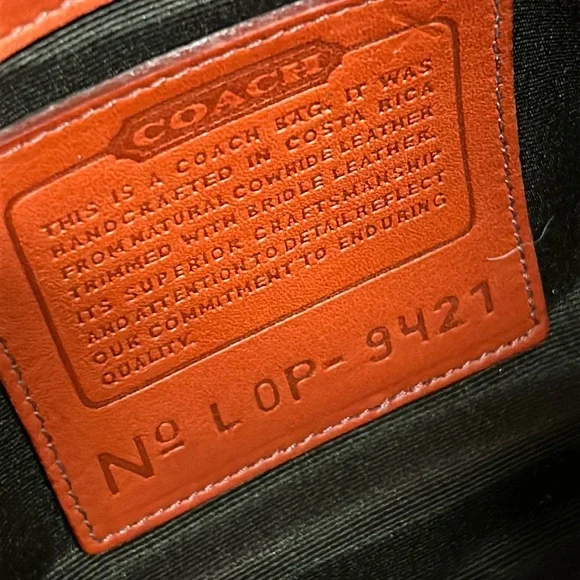 COACH
THIS IS A COACH BAG. IT WAS
HANDCRAFTED IN COSTA RICA
FROM NATURAL COWHIDE LEATHER
TRIMMED WITH BRIDLE LEATHER.
ITS SUPERIOR CRAFTSMANSHIP
AND ATTENTION TO DETAIL REFLECT
OUR COMMITMENT TO ENDURING
QUALITY.
Nº LOP-9427